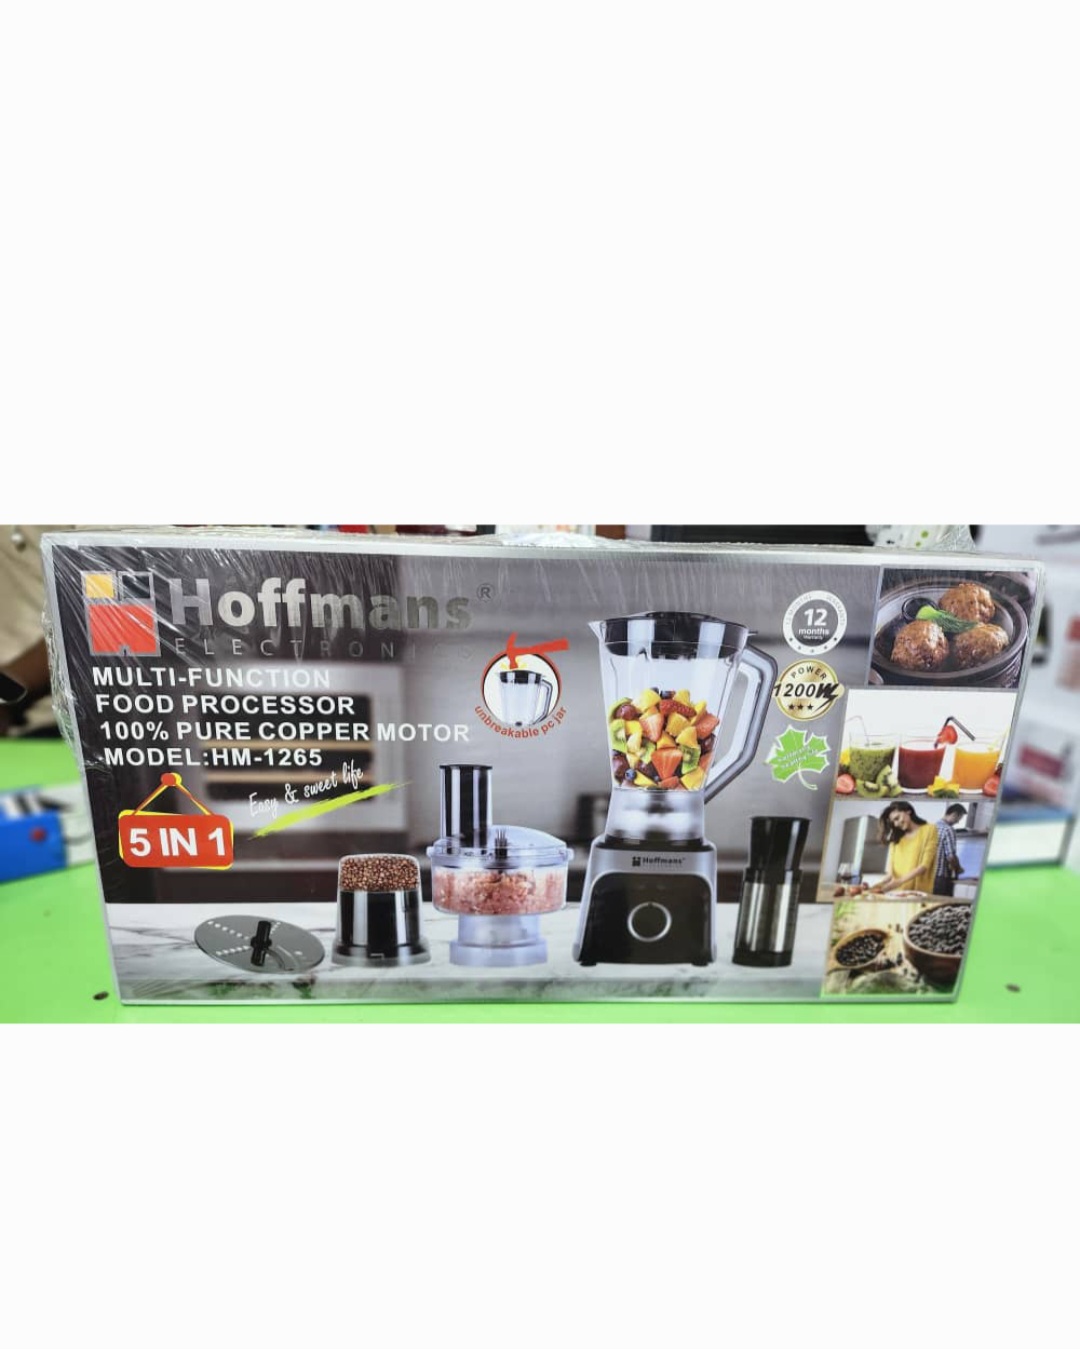 Hoffmans®
ELECTRONICS
MULTI-FUNCTION
FOOD PROCESSOR
100% PURE COPPER MOTOR
MODEL:HM-1265
Easy & sweet life
5 IN 1
unbreakable pc jar
Hoffmans
12
months
warranty
POWER
1200W